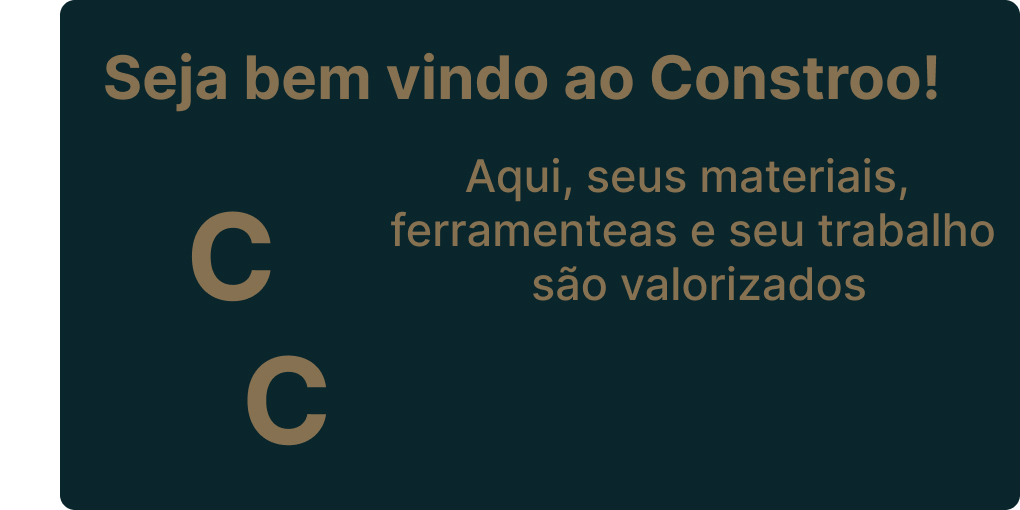 Seja bem vindo ao Constroo!
Aqui, seus materiais,
ferramenteas e seu trabalho
são valorizados
C
C